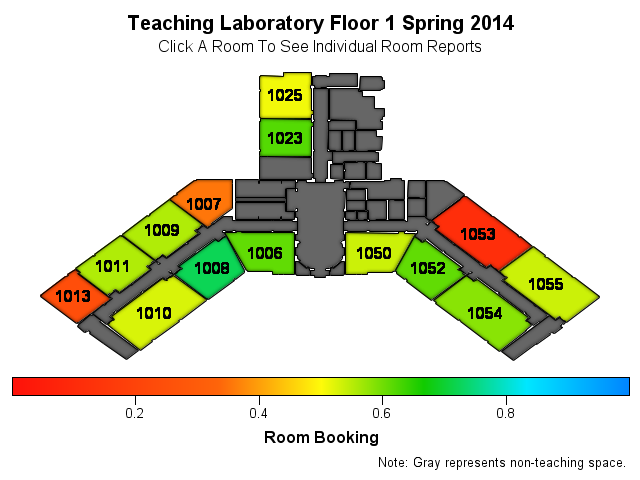 Teaching Laboratory Floor 1 Spring 2014
Click A Room To See Individual Room Reports
1025
1023
1007
1009
1053
1006
1050
1011
1008
1052
1055
1013
1010
1054
0.2 0.4 0.6 0.8
Room Booking
Note: Gray represents non-teaching space.